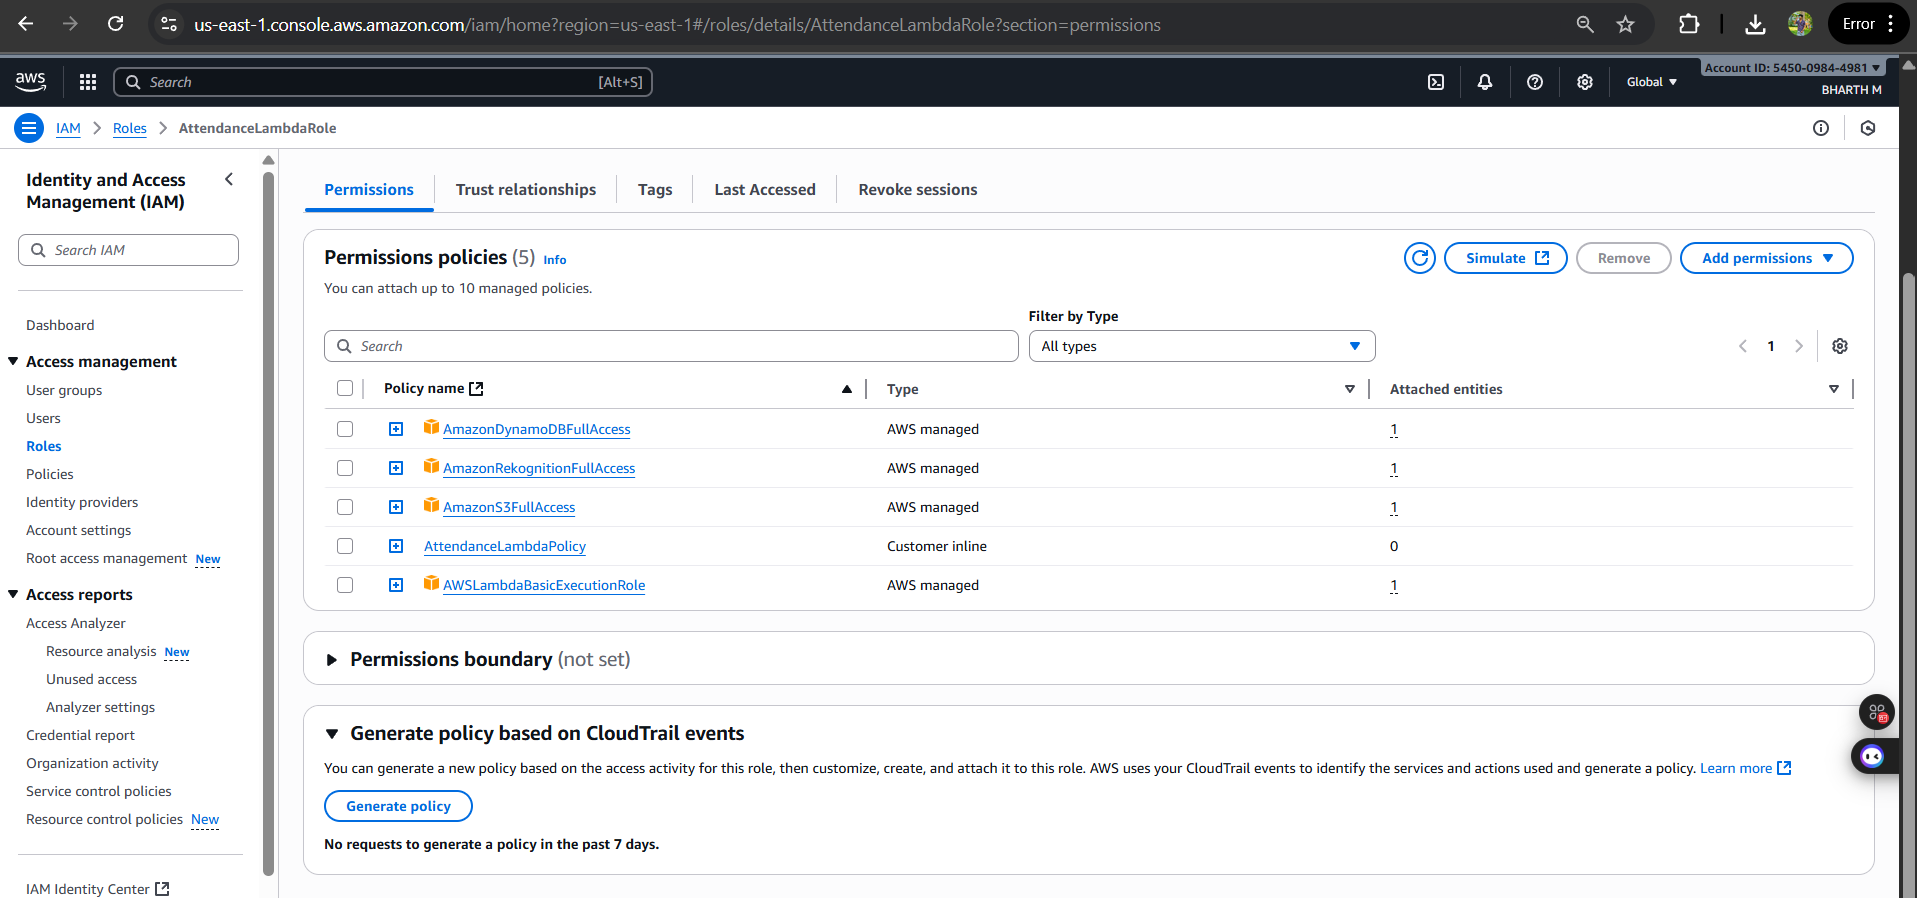 us-east-1.console.aws.amazon.com/iam/home?region=us-east-1#/roles/details/AttendanceLambdaRole?section=permissions
Error
aws
Search [Alt+S]
Global
Account ID: 5450-0984-4981
BHARTH M
IAM
Roles
AttendanceLambdaRole
Identity and Access
Management (IAM)
Search IAM
Dashboard
Access management
User groups
Users
Roles
Policies
Identity providers
Account settings
Root access management New
Access reports
Access Analyzer
Resource analysis New
Unused access
Analyzer settings
Credential report
Organization activity
Service control policies
Resource control policies New
IAM Identity Center
Permissions
Trust relationships
Tags
Last Accessed
Revoke sessions
Permissions policies (5) Info
Simulate
Remove
Add permissions
You can attach up to 10 managed policies.
Filter by Type
Search
All types
1
Policy name Type Attached entities
AmazonDynamoDBFullAccess AWS managed 1
AmazonRekognitionFullAccess AWS managed 1
AmazonS3FullAccess AWS managed 1
AttendanceLambdaPolicy Customer inline 0
AWSLambdaBasicExecutionRole AWS managed 1
Permissions boundary (not set)
Generate policy based on CloudTrail events
You can generate a new policy based on the access activity for this role, then customize, create, and attach it to this role. AWS uses your CloudTrail events to identify the services and actions used and generate a policy. Learn more
Generate policy
No requests to generate a policy in the past 7 days.